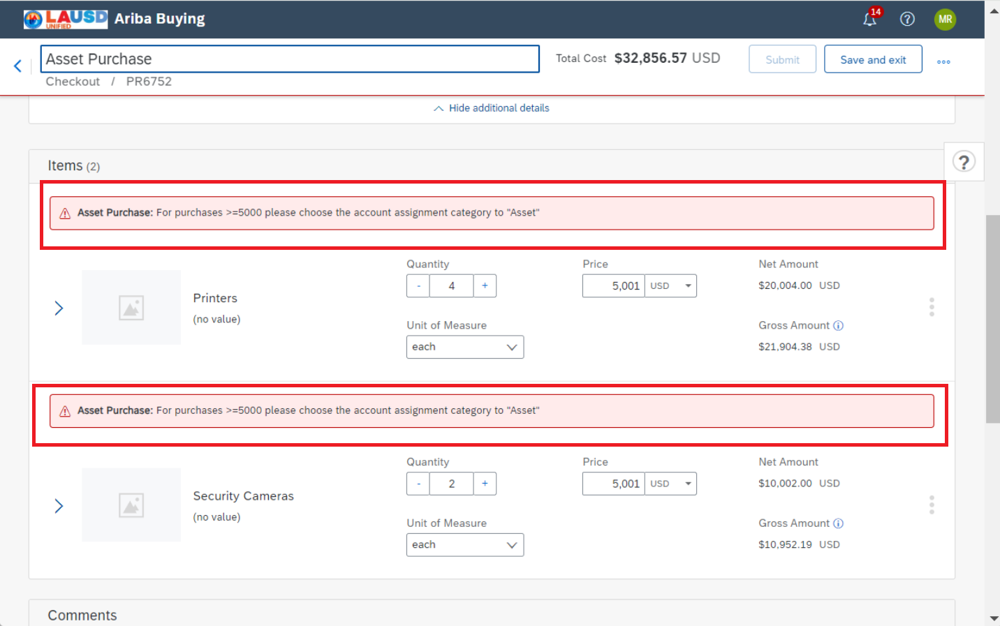 LAUSD
UNIFIED
Ariba Buying
14
?
MR
Asset Purchase
Total Cost $32,856.57 USD
Submit
Save and exit
Checkout / PR6752
Hide additional details
?
Items (2)
Asset Purchase: For purchases >=5000 please choose the account assignment category to "Asset"
Quantity
Price
Net Amount
- 4 +
5,001 USD
$20,004.00 USD
Printers
(no value)
Unit of Measure
Gross Amount
each
$21,904.38 USD
Asset Purchase: For purchases >=5000 please choose the account assignment category to "Asset"
Quantity
Price
Net Amount
- 2 +
5,001 USD
$10,002.00 USD
Security Cameras
(no value)
Unit of Measure
Gross Amount
each
$10,952.19 USD
Comments